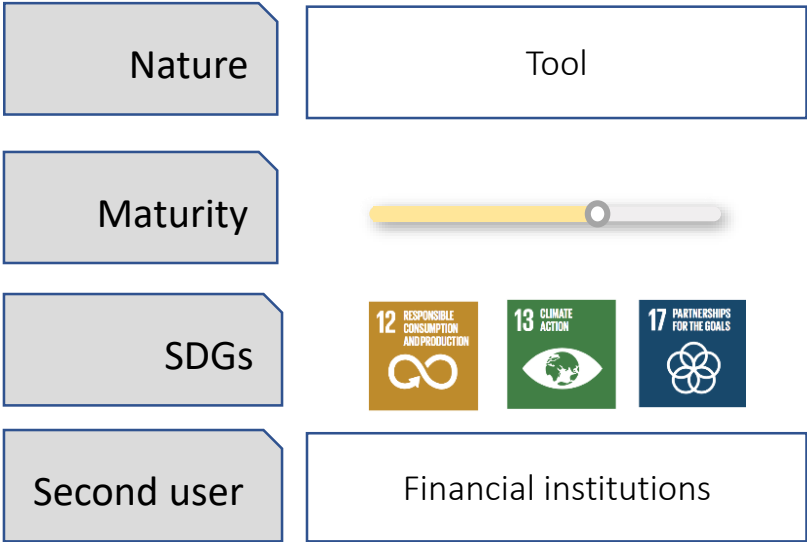 Nature
Tool
Maturity
SDGs
12 RESPONSIBLE
CONSUMPTION
AND PRODUCTION
13 CLIMATE
ACTION
17 PARTNERSHIPS
FOR THE GOALS
Second user
Financial institutions